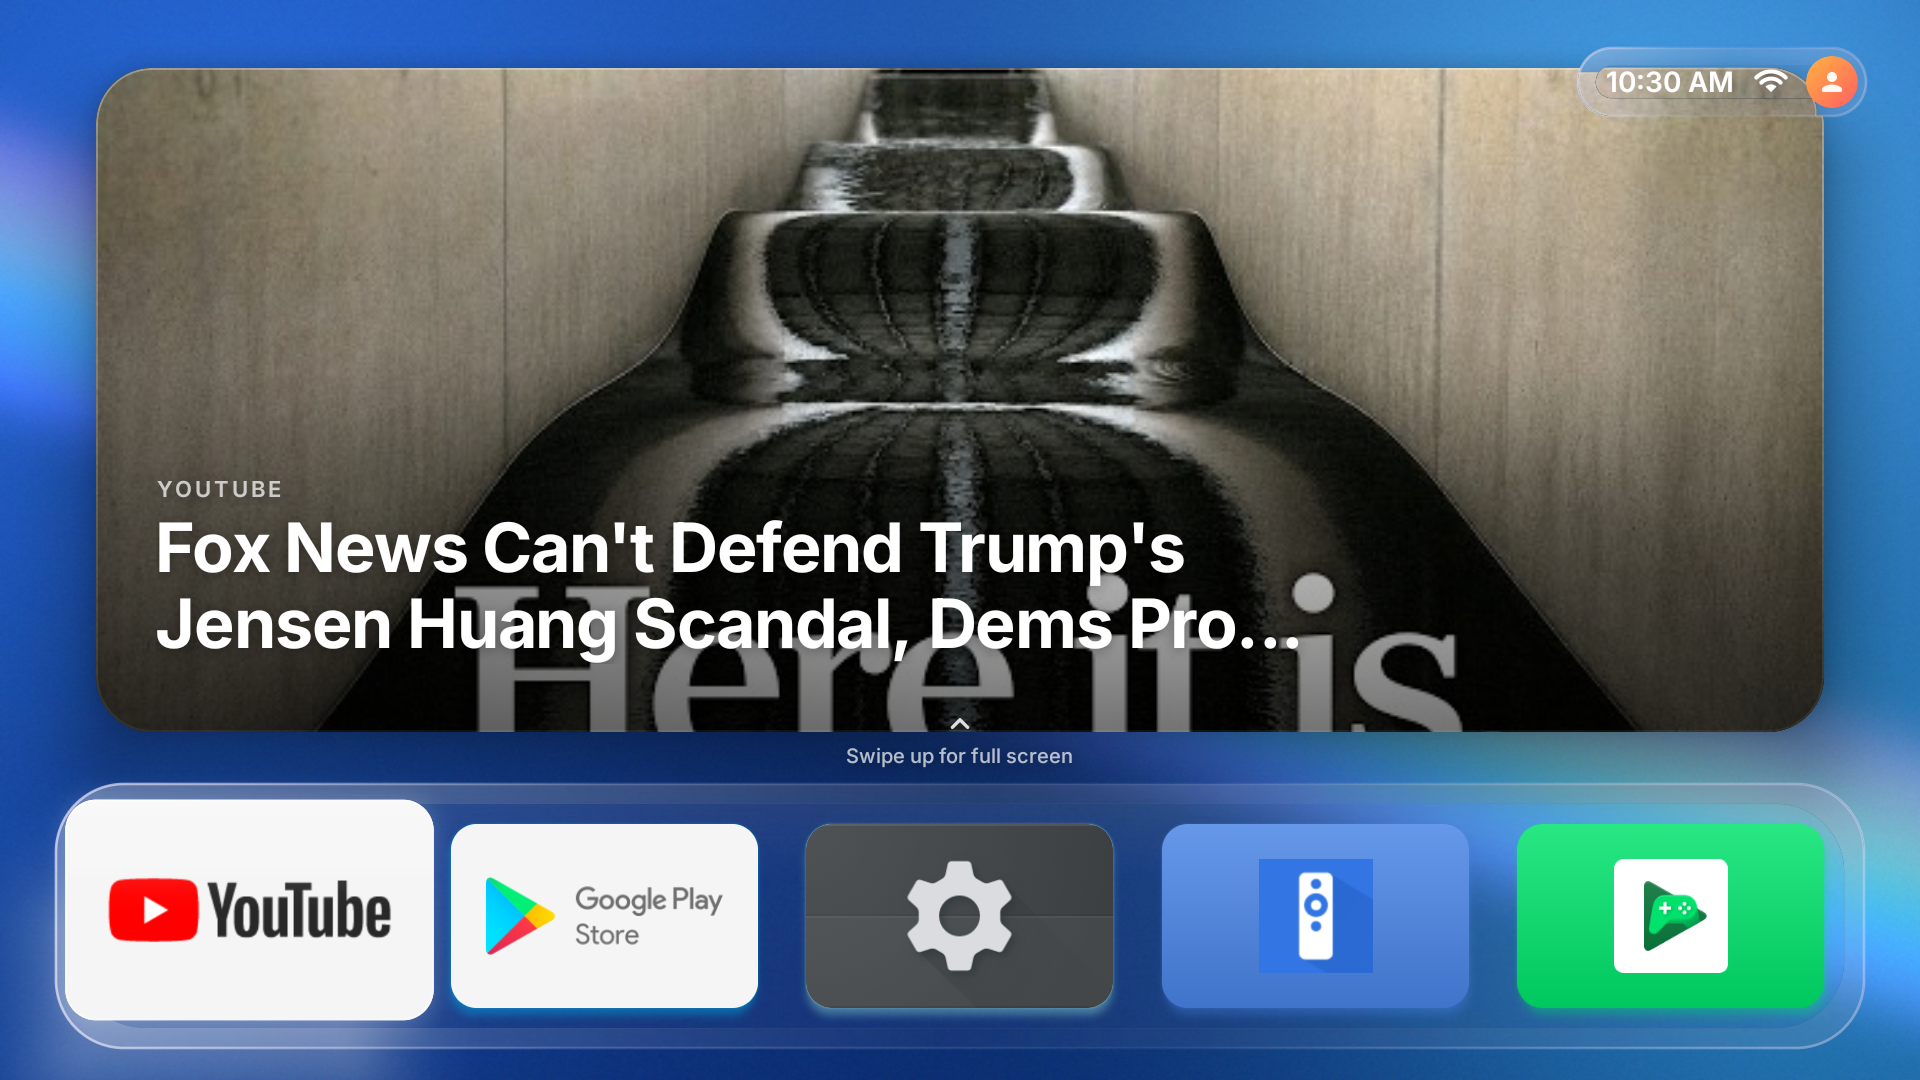 10:30 AM
YOUTUBE
Fox News Can't Defend Trump's
Jensen Huang Scandal, Dems Pro...
Here it is
Swipe up for full screen
YouTube
Google Play
Store